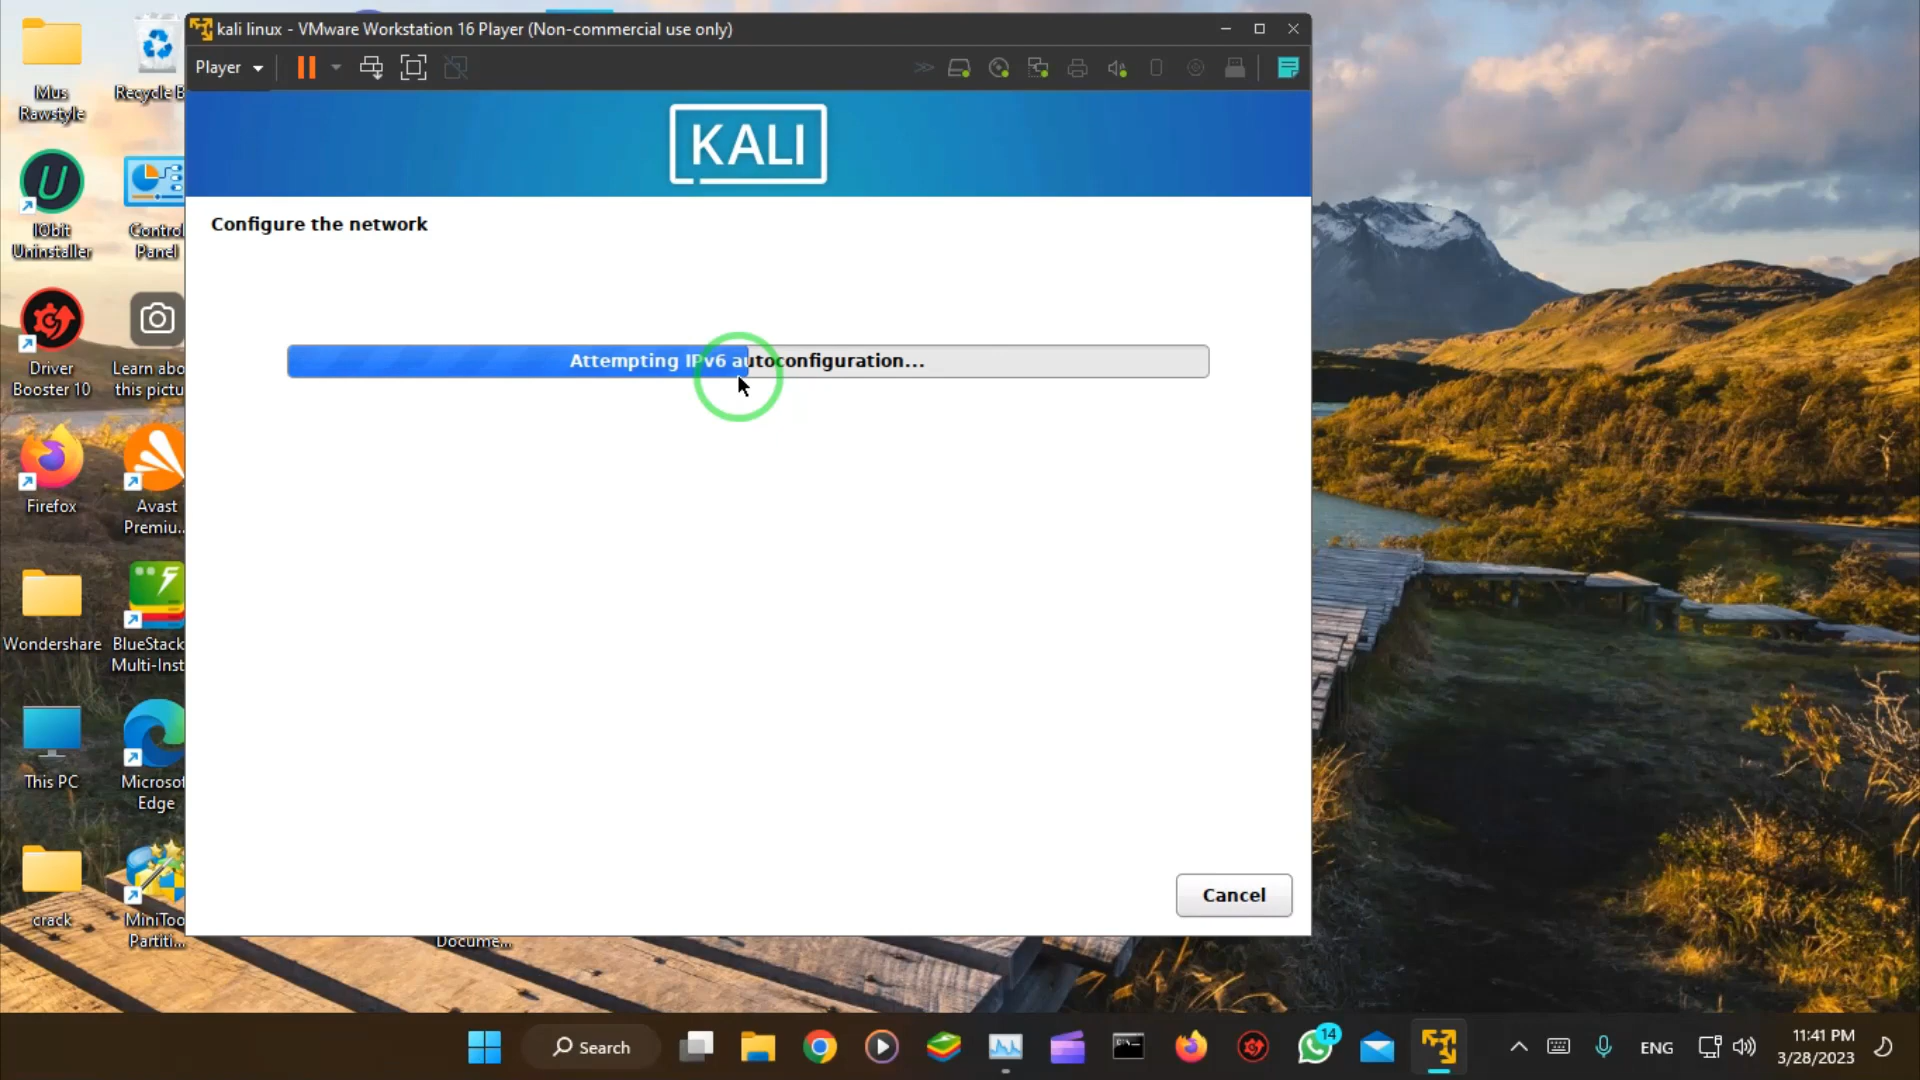 kali linux - VMware Workstation 16 Player (Non-commercial use only)
Player
KALI
Configure the network
Attempting IPv6 autoconfiguration...
Cancel
Mus
Rawstyle
Recycle B
IObit
Uninstaller
Control
Panel
Driver
Booster 10
Learn abo
this pictu
Firefox
Avast
Premiu...
Wondershare
BlueStack
Multi-Inst
This PC
Microsof
Edge
crack
MiniToo
Partiti...
Docume...
Search
14
ENG
11:41 PM
3/28/2023